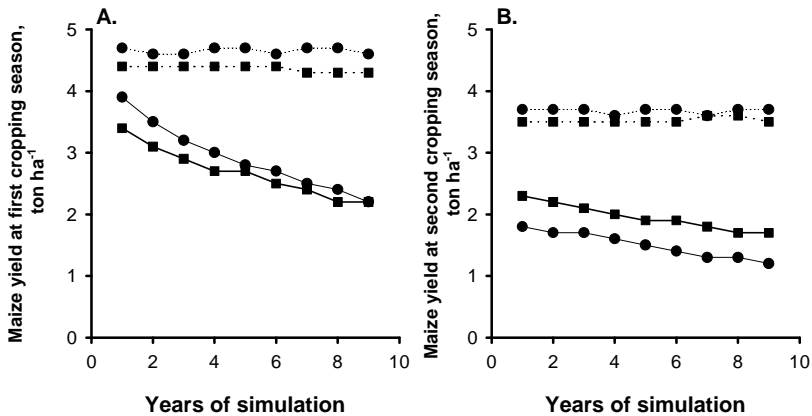 A.
Maize yield at first cropping season,
ton ha-1
5
4
3
2
1
0
0 2 4 6 8 10
Years of simulation
B.
Maize yield at second cropping season,
ton ha-1
5
4
3
2
1
0
0 2 4 6 8 10
Years of simulation